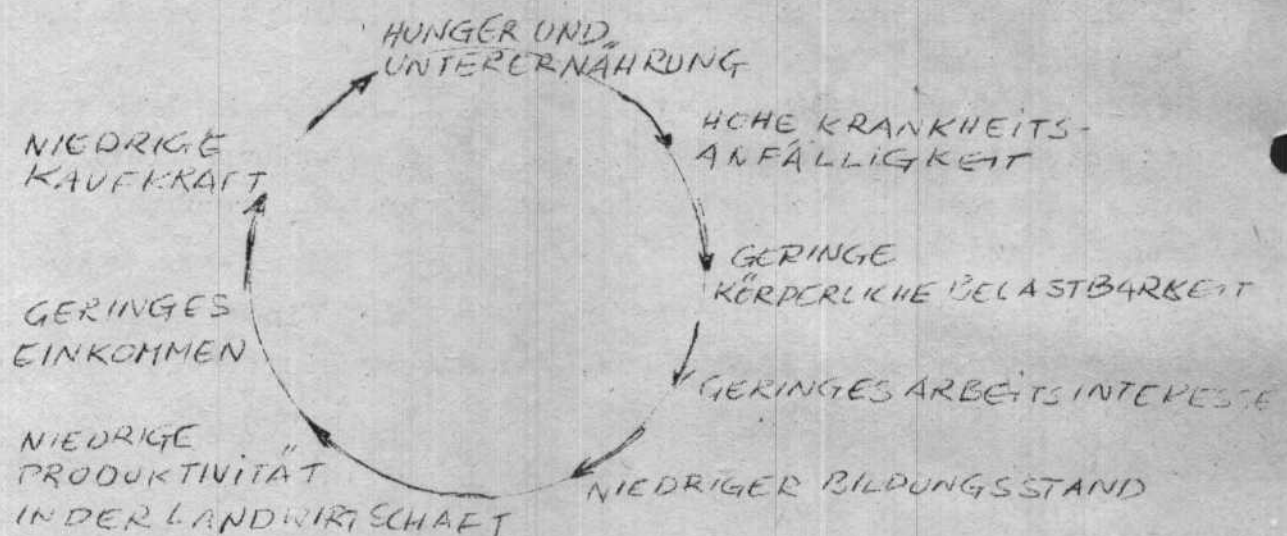 HUNGER UND
UNTERERNÄHRUNG
HOHE KRANKHEITS-
ANFÄLLIGKEIT
GERINGE
KÖRPERLICHE BELASTBARKEIT
GERINGES ARBEITSINTERESSE
NIEDRIGER BILDUNGSSTAND
NIEDRIGE
PRODUKTIVITÄT
IN DER LANDWIRTSCHAFT
GERINGES
EINKOMMEN
NIEDRIGE
KAUFKRAFT